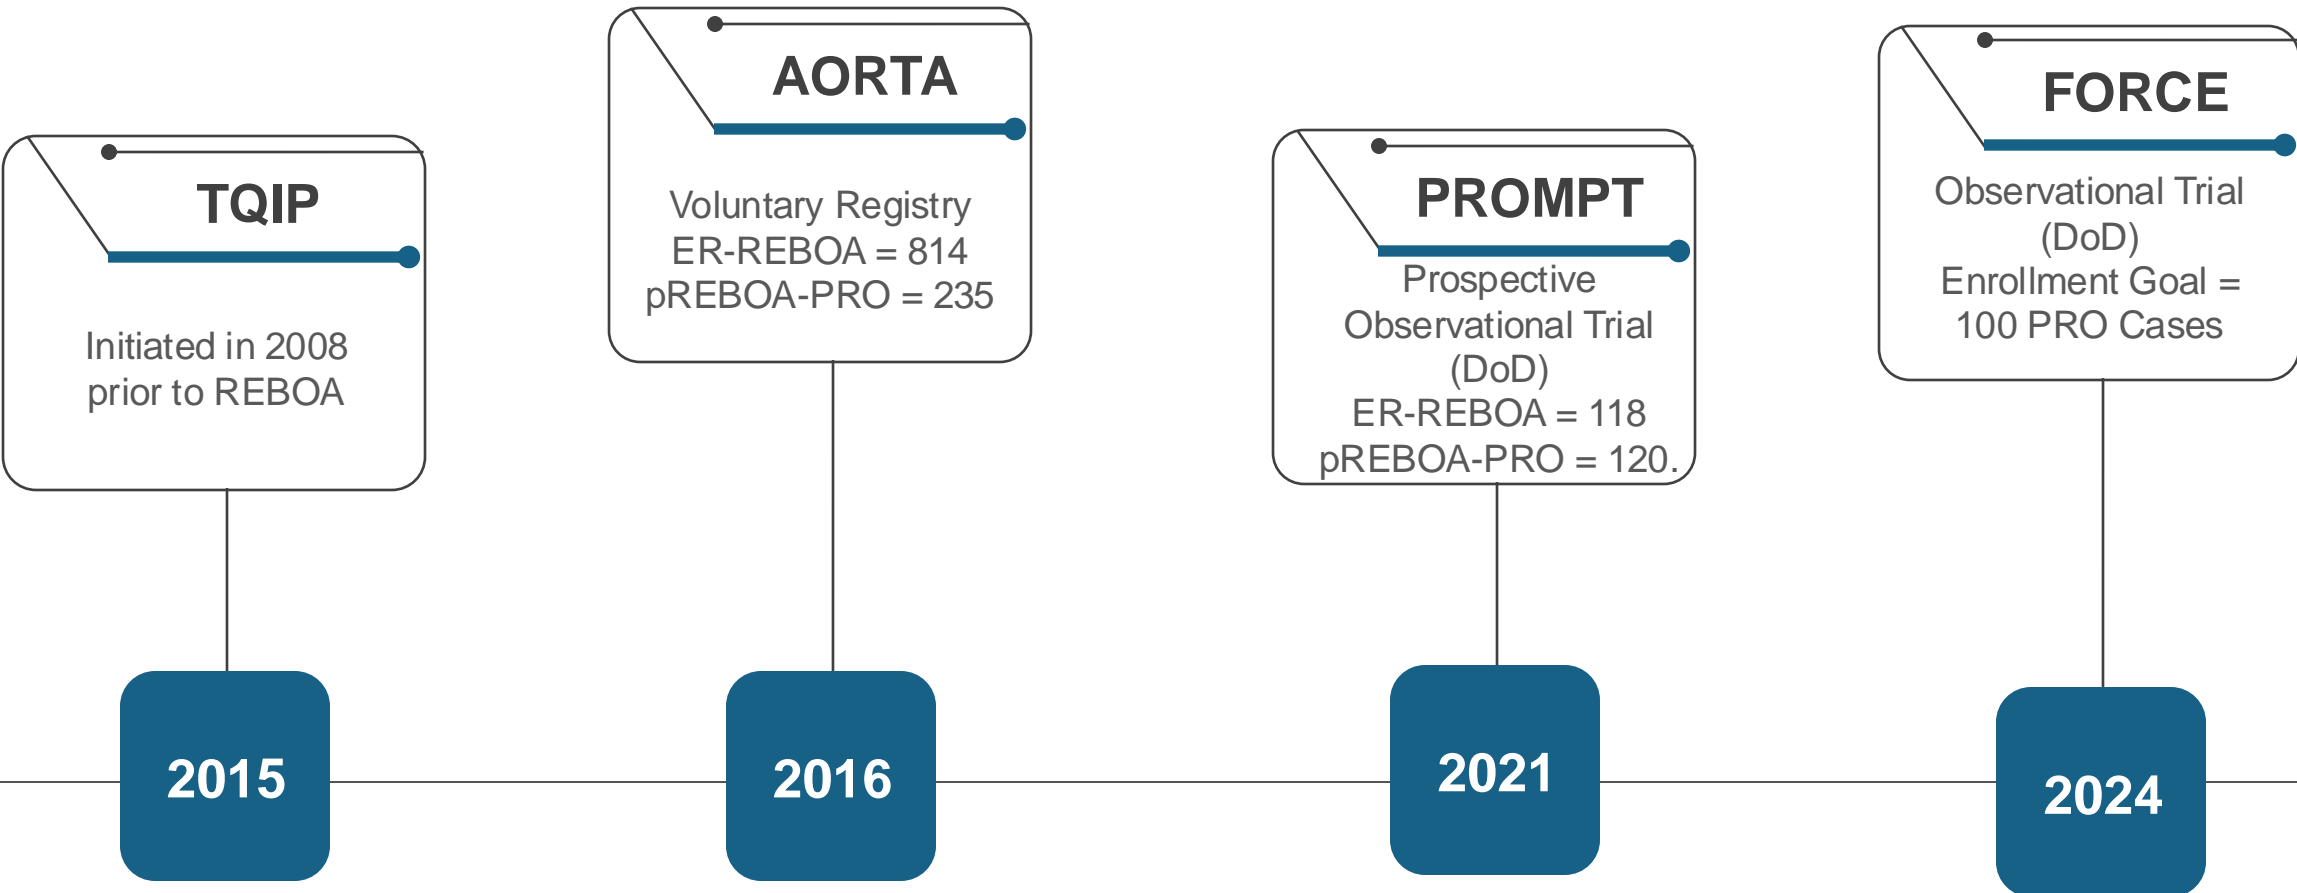 TQIP
Initiated in 2008
prior to REBOA
2015
AORTA
Voluntary Registry
ER-REBOA = 814
pREBOA-PRO = 235
2016
PROMPT
Prospective
Observational Trial
(DoD)
ER-REBOA = 118
pREBOA-PRO = 120.
2021
FORCE
Observational Trial
(DoD)
Enrollment Goal =
100 PRO Cases
2024